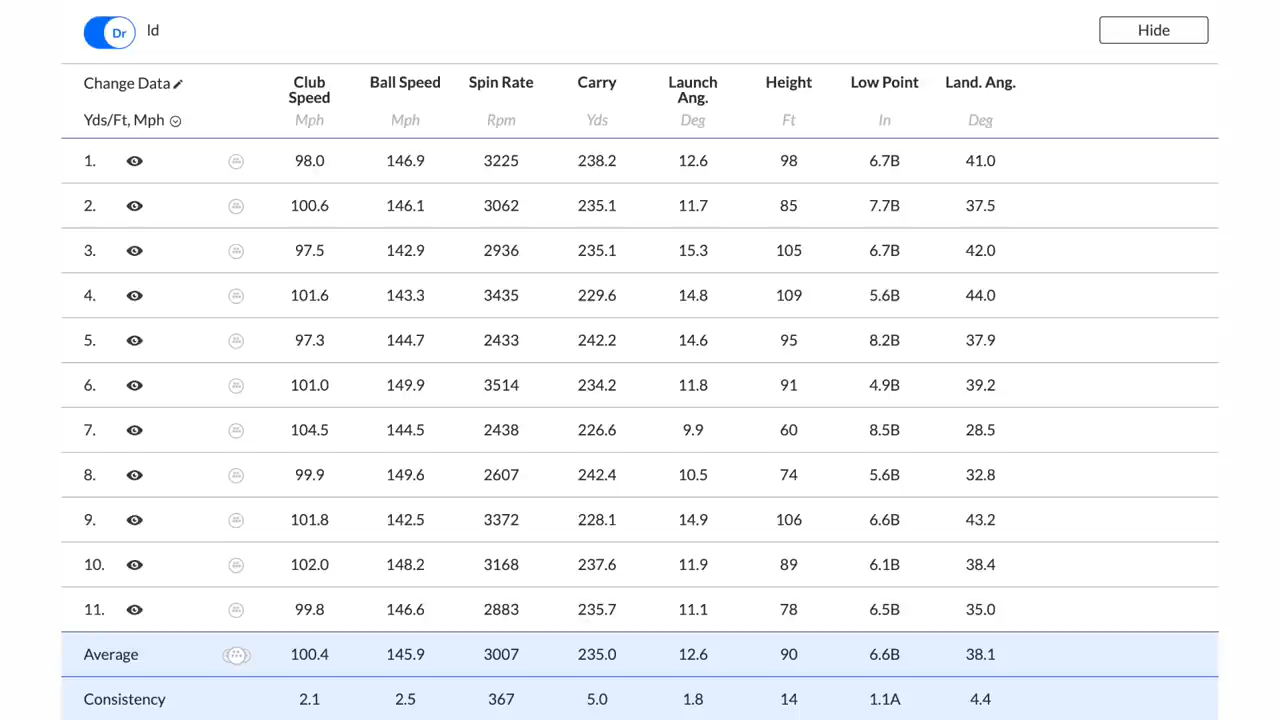 Dr ld Hide
Change Data Club Speed Ball Speed Spin Rate Carry Launch Ang. Height Low Point Land. Ang.
Yds/Ft, Mph Mph Mph Rpm Yds Deg Ft In Deg
1. 98.0 146.9 3225 238.2 12.6 98 6.7B 41.0
2. 100.6 146.1 3062 235.1 11.7 85 7.7B 37.5
3. 97.5 142.9 2936 235.1 15.3 105 6.7B 42.0
4. 101.6 143.3 3435 229.6 14.8 109 5.6B 44.0
5. 97.3 144.7 2433 242.2 14.6 95 8.2B 37.9
6. 101.0 149.9 3514 234.2 11.8 91 4.9B 39.2
7. 104.5 144.5 2438 226.6 9.9 60 8.5B 28.5
8. 99.9 149.6 2607 242.4 10.5 74 5.6B 32.8
9. 101.8 142.5 3372 228.1 14.9 106 6.6B 43.2
10. 102.0 148.2 3168 237.6 11.9 89 6.1B 38.4
11. 99.8 146.6 2883 235.7 11.1 78 6.5B 35.0
Average 100.4 145.9 3007 235.0 12.6 90 6.6B 38.1
Consistency 2.1 2.5 367 5.0 1.8 14 1.1A 4.4